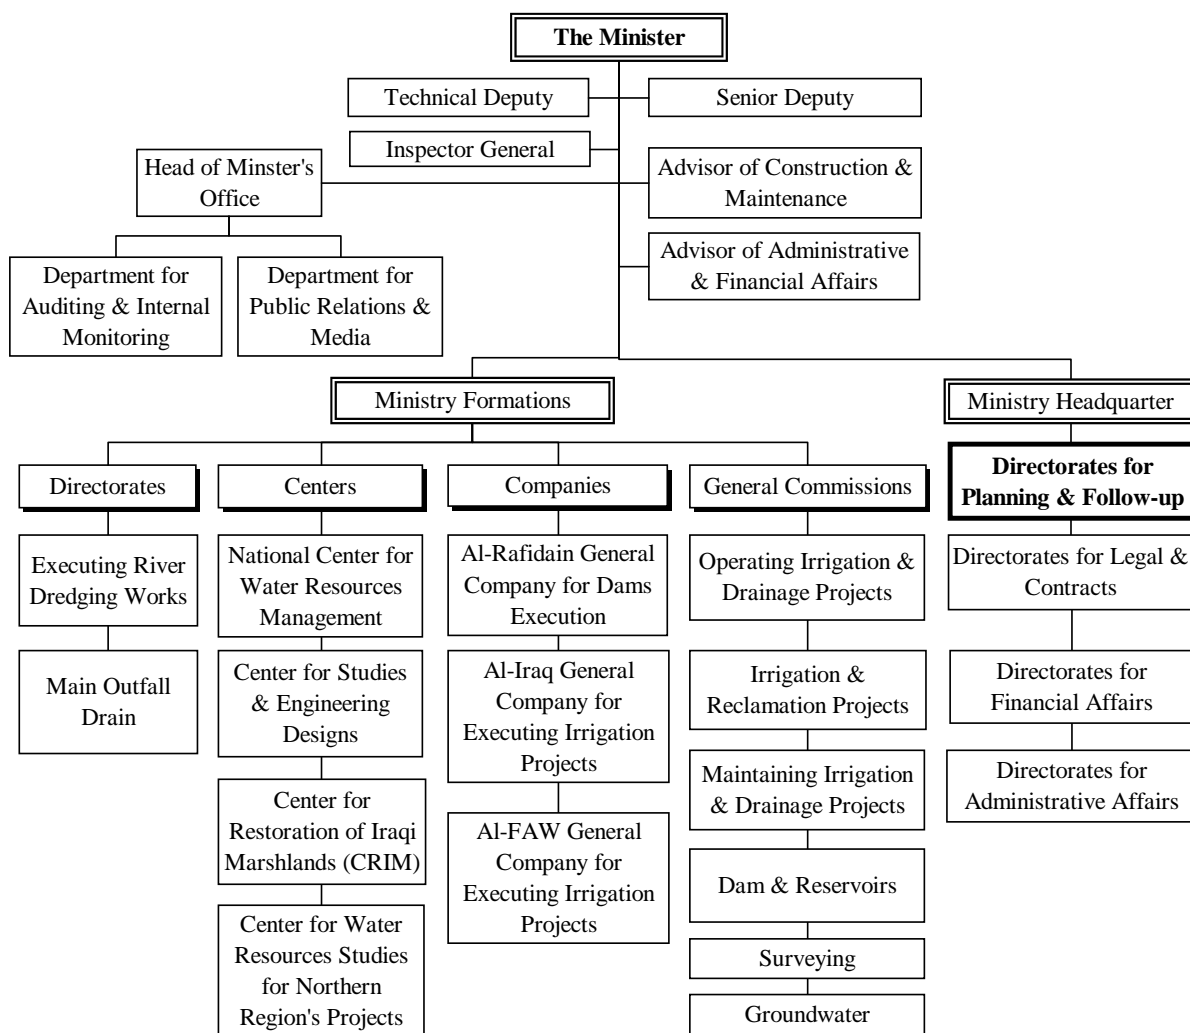 The Minister
Technical Deputy
Senior Deputy
Inspector General
Head of Minster's
Office
Advisor of Construction &
Maintenance
Advisor of Administrative
& Financial Affairs
Department for
Auditing & Internal
Monitoring
Department for
Public Relations &
Media
Ministry Formations
Ministry Headquarter
Directorates
Executing River
Dredging Works
Main Outfall
Drain
Centers
National Center for
Water Resources
Management
Center for Studies
& Engineering
Designs
Center for
Restoration of Iraqi
Marshlands (CRIM)
Center for Water
Resources Studies
for Northern
Region's Projects
Companies
Al-Rafidain General
Company for Dams
Execution
Al-Iraq General
Company for
Executing Irrigation
Projects
Al-FAW General
Company for
Executing Irrigation
Projects
General Commissions
Operating Irrigation &
Drainage Projects
Irrigation &
Reclamation Projects
Maintaining Irrigation
& Drainage Projects
Dam & Reservoirs
Surveying
Groundwater
Directorates for
Planning & Follow-up
Directorates for Legal &
Contracts
Directorates for
Financial Affairs
Directorates for
Administrative Affairs